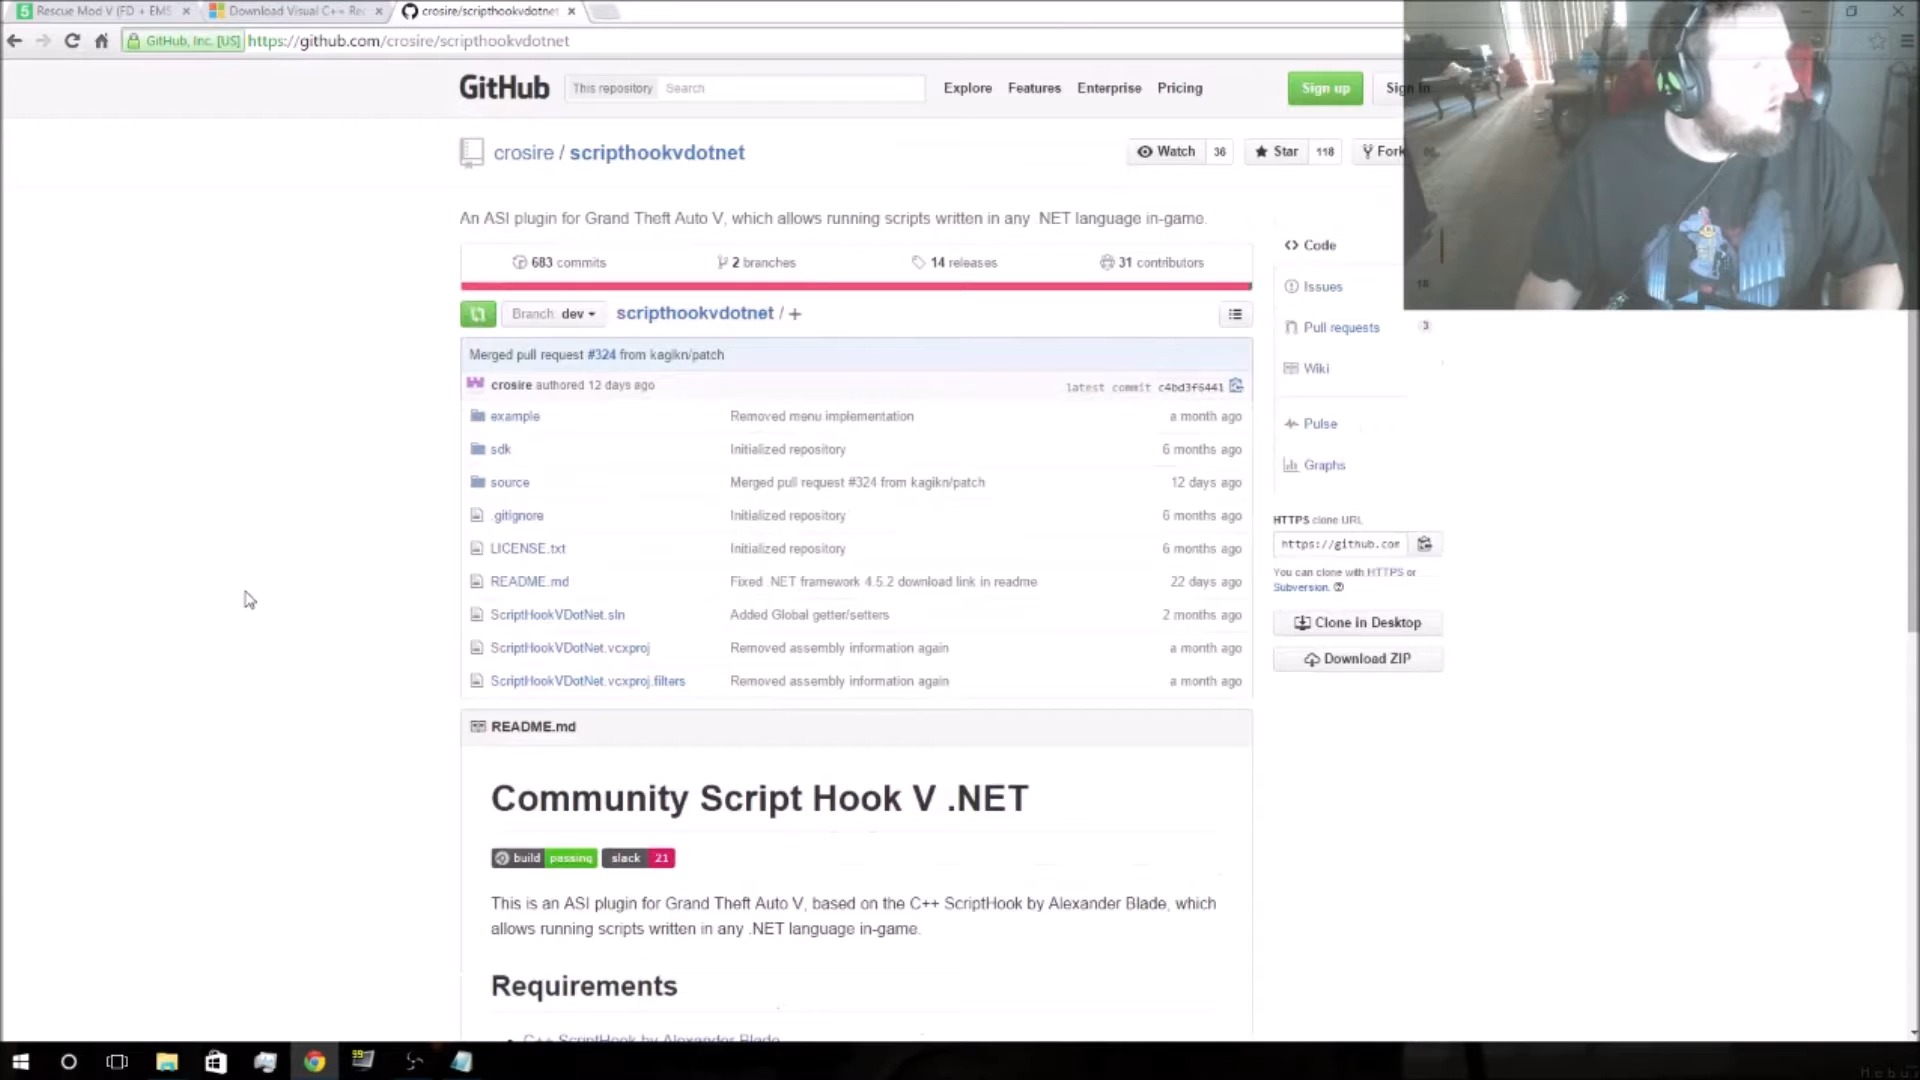 Rescue Mod V (FD + EMS
Download Visual C++ Rec
crosire/scripthookvdotnet
GitHub, Inc. [US] https://github.com/crosire/scripthookvdotnet
GitHub
This repository Search
Explore Features Enterprise Pricing
Sign up Sign In
crosire / scripthookvdotnet
Watch 36 Star 118 Fork
An ASI plugin for Grand Theft Auto V, which allows running scripts written in any .NET language in-game.
683 commits 2 branches 14 releases 31 contributors
Branch: dev scripthookvdotnet / +
Merged pull request #324 from kagikn/patch
crosire authored 12 days ago latest commit c4bd3f6441
example Removed menu implementation a month ago
sdk Initialized repository 6 months ago
source Merged pull request #324 from kagikn/patch 12 days ago
.gitignore Initialized repository 6 months ago
LICENSE.txt Initialized repository 6 months ago
README.md Fixed .NET framework 4.5.2 download link in readme 22 days ago
ScriptHookVDotNet.sln Added Global getter/setters 2 months ago
ScriptHookVDotNet.vcxproj Removed assembly information again a month ago
ScriptHookVDotNet.vcxproj.filters Removed assembly information again a month ago
Code
Issues 18
Pull requests 3
Wiki
Pulse
Graphs
HTTPS clone URL
https://github.com
You can clone with HTTPS or
Subversion.
Clone in Desktop
Download ZIP
README.md
Community Script Hook V .NET
build passing slack 21
This is an ASI plugin for Grand Theft Auto V, based on the C++ ScriptHook by Alexander Blade, which
allows running scripts written in any .NET language in-game.
Requirements
C++ ScriptHook by Alexander Blade
99